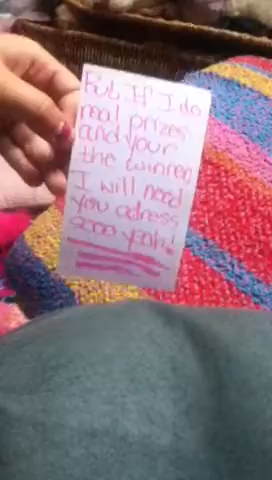 But If I do
real prizes
and your
the winner
I will need
you adress
sooo yeah!